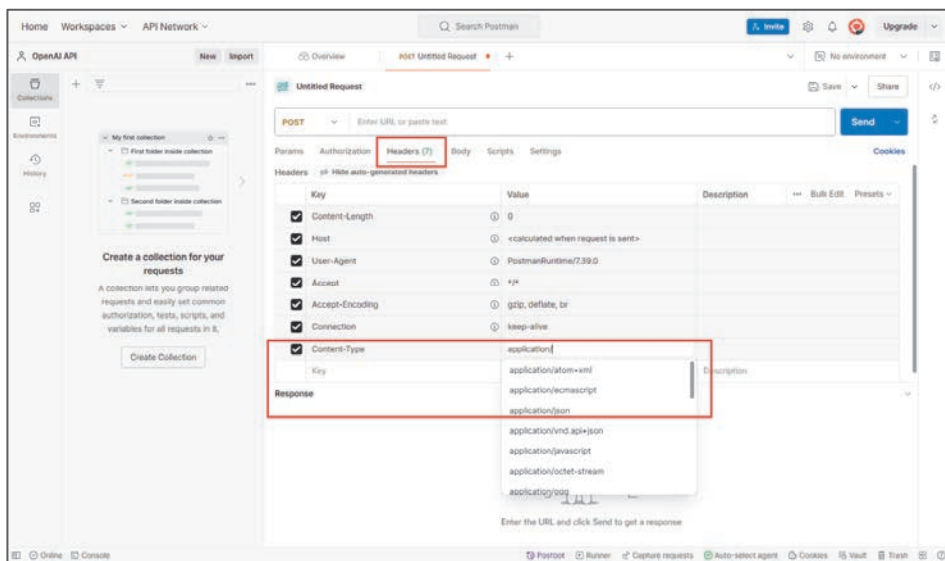 Home Workspaces API Network Search Postman Invite Upgrade
OpenAI API New Import Overview POST Untitled Request No environment
Collections
Environments
History
My first collection
First folder inside collection
Second folder inside collection
Create a collection for your
requests
A collection lets you group related
requests and easily set common
authorization, tests, scripts, and
variables for all requests in it.
Create Collection
Untitled Request Save Share
POST Enter URL or paste text Send
Params Authorization Headers (7) Body Scripts Settings Cookies
Headers Hide auto-generated headers
Key Value Description Bulk Edit Presets
Content-Length 0
Host <calculated when request is sent>
User-Agent PostmanRuntime/7.39.0
Accept */*
Accept-Encoding gzip, deflate, br
Connection keep-alive
Content-Type application/
Key Description
application/atom+xml
application/ecmascript
application/json
application/vnd.api+json
application/javascript
application/octet-stream
application/ogg
Response
Enter the URL and click Send to get a response
Online Console Postbot Runner Capture requests Auto-select agent Cookies Vault Trash